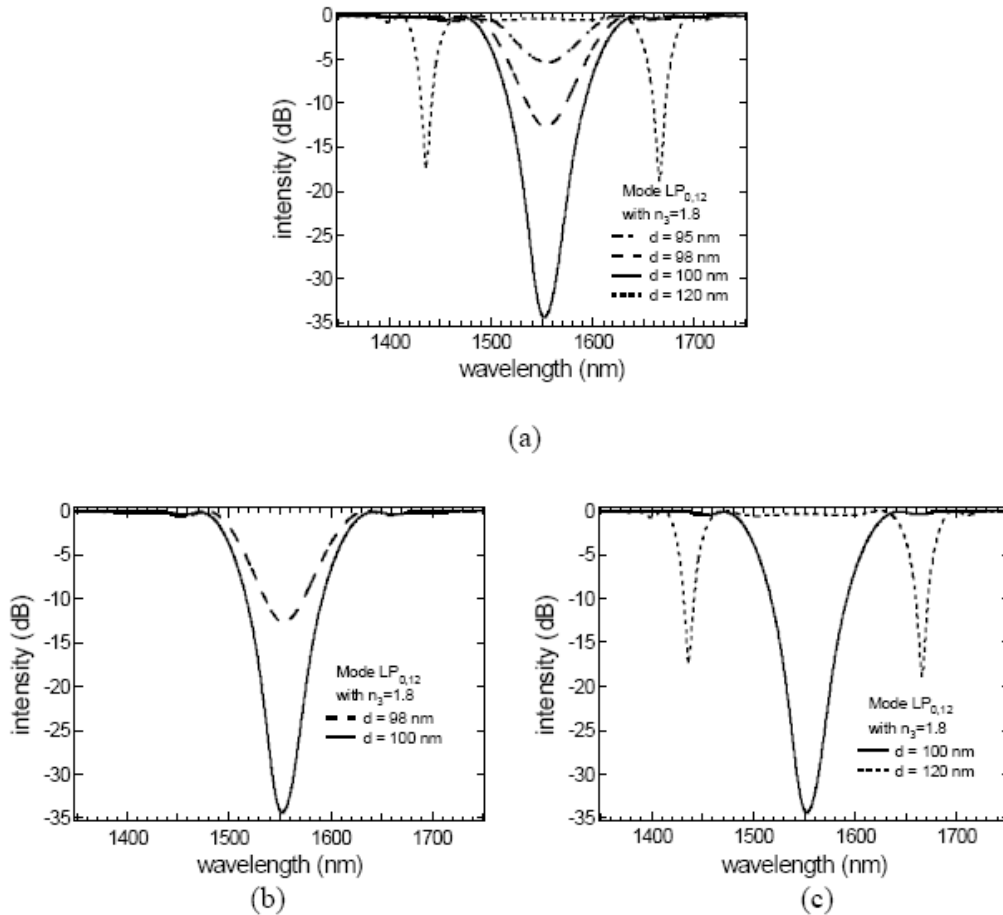 0
-5
-10
-15
-20
-25
-30
-35
intensity (dB)
Mode LP0,12
with n3=1.8
d = 95 nm
d = 98 nm
d = 100 nm
d = 120 nm
1400 1500 1600 1700
wavelength (nm)
(a)
0
-5
-10
-15
-20
-25
-30
-35
intensity (dB)
Mode LP0,12
with n3=1.8
d = 98 nm
d = 100 nm
1400 1500 1600 1700
wavelength (nm)
(b)
0
-5
-10
-15
-20
-25
-30
-35
intensity (dB)
Mode LP0,12
with n3=1.8
d = 100 nm
d = 120 nm
1400 1500 1600 1700
wavelength (nm)
(c)